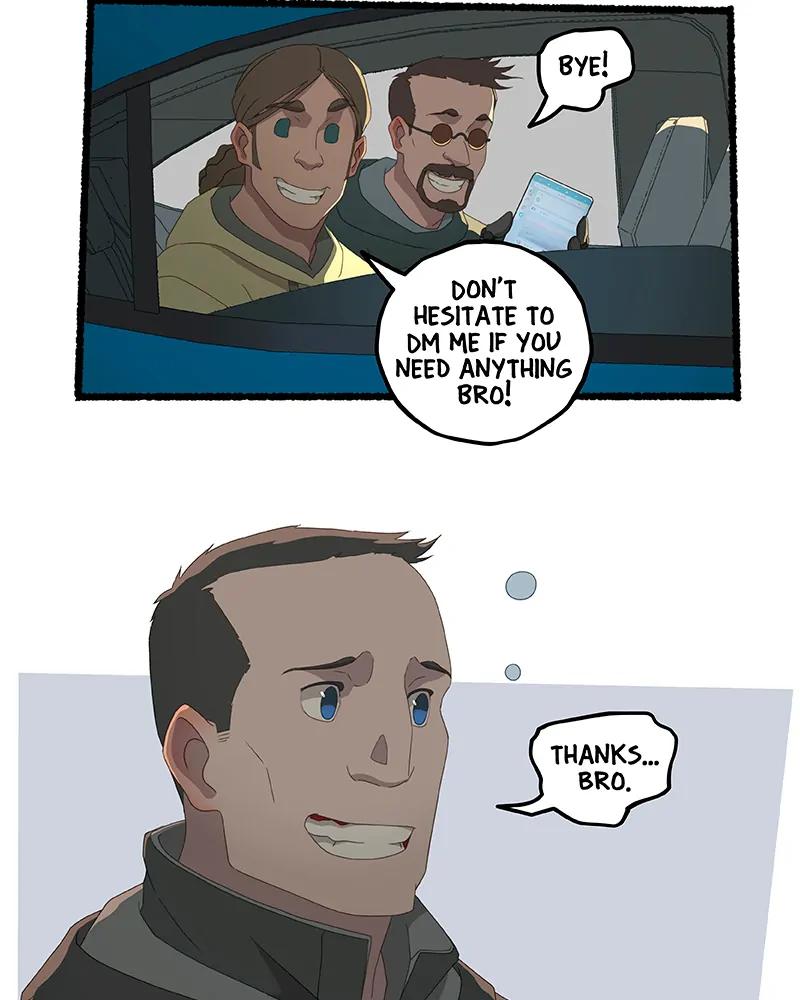 BYE!
DON'T
HESITATE TO
DM ME IF YOU
NEED ANYTHING
BRO!
THANKS...
BRO.